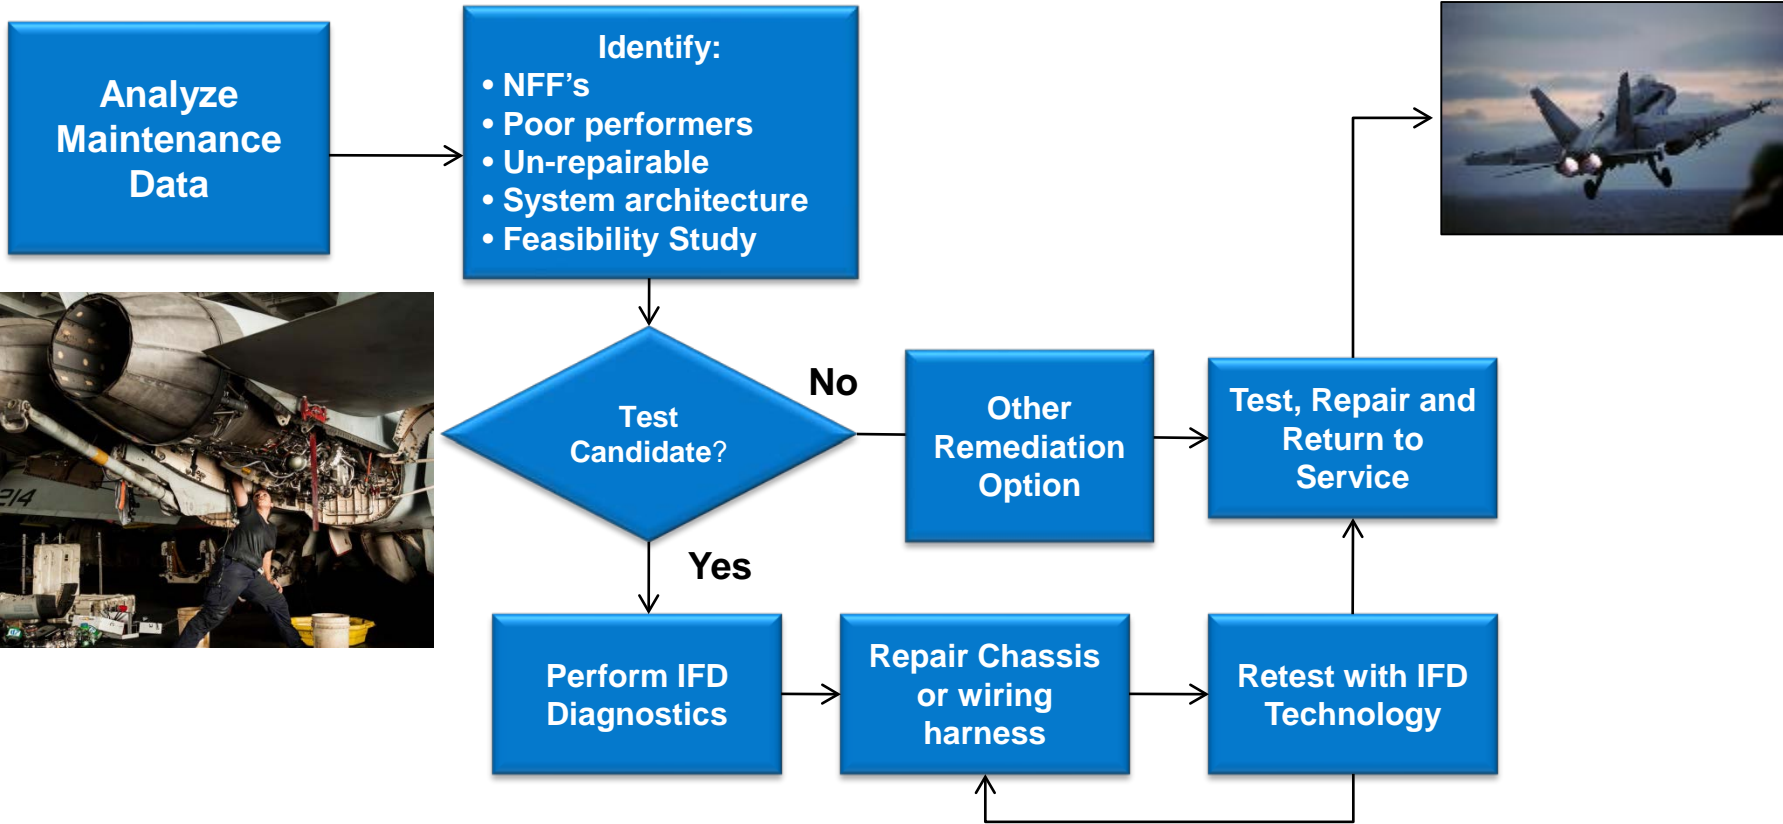 Analyze
Maintenance
Data
Identify:
• NFF's
• Poor performers
• Un-repairable
• System architecture
• Feasibility Study
Test
Candidate?
No
Other
Remediation
Option
Test, Repair and
Return to
Service
Yes
Perform IFD
Diagnostics
Repair Chassis
or wiring
harness
Retest with IFD
Technology
214